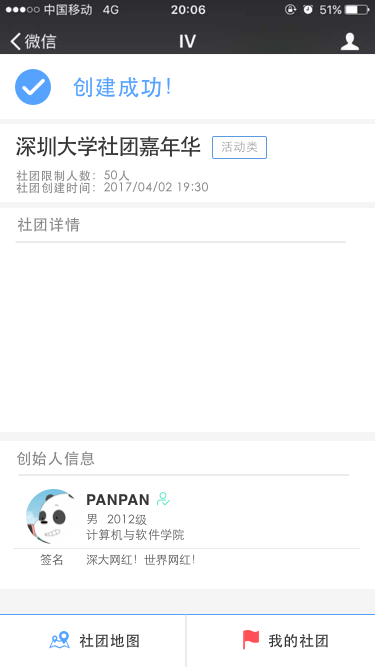 中国移动 4G 20:06 51%
微信 IV
创建成功！
深圳大学社团嘉年华 活动类
社团限制人数：50人
社团创建时间：2017/04/02 19:30
社团详情
创始人信息
PANPAN
男 2012级
计算机与软件学院
签名 深大网红！世界网红！
社团地图 我的社团